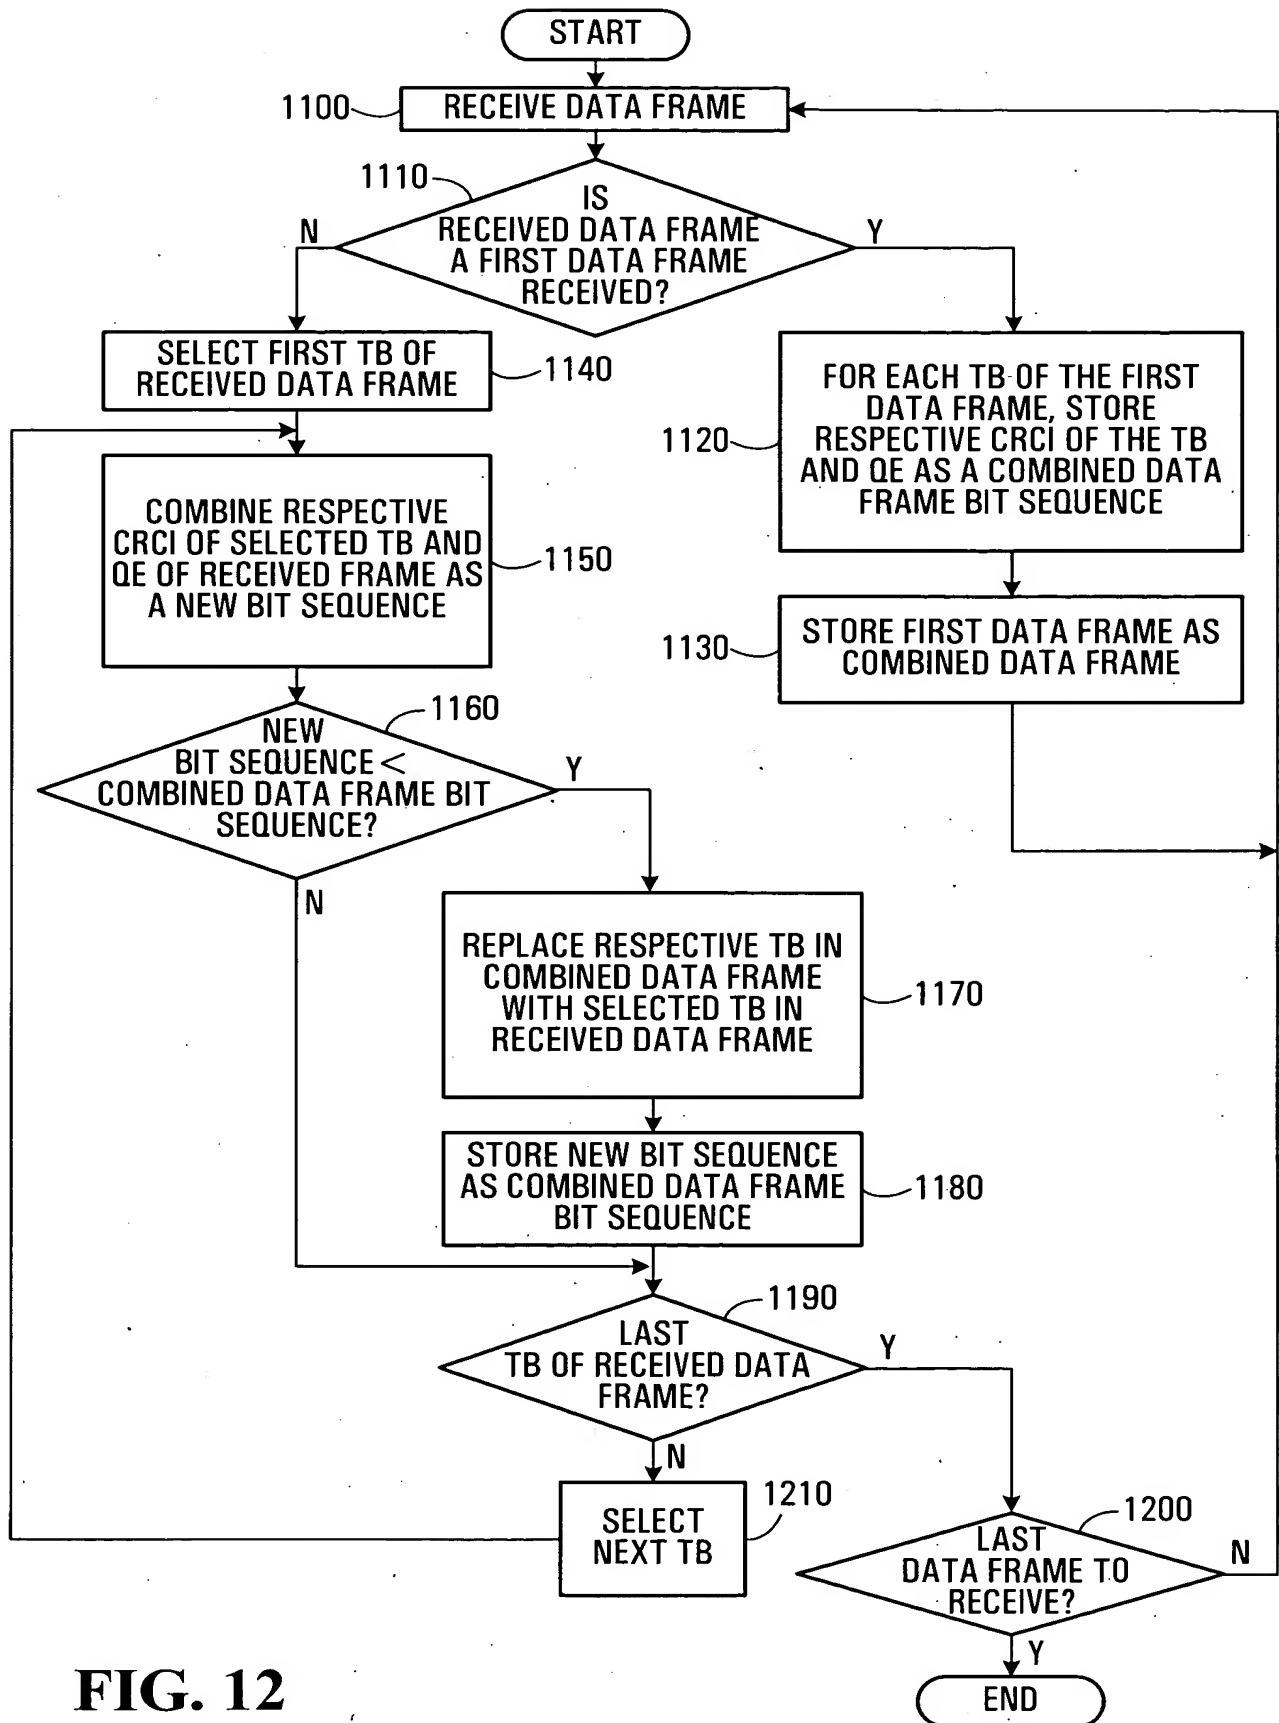 START
1100
RECEIVE DATA FRAME
1110
IS
RECEIVED DATA FRAME
A FIRST DATA FRAME
RECEIVED?
N
Y
SELECT FIRST TB OF
RECEIVED DATA FRAME
1140
FOR EACH TB OF THE FIRST
DATA FRAME, STORE
RESPECTIVE CRCI OF THE TB
AND QE AS A COMBINED DATA
FRAME BIT SEQUENCE
1120
COMBINE RESPECTIVE
CRCI OF SELECTED TB AND
QE OF RECEIVED FRAME AS
A NEW BIT SEQUENCE
1150
STORE FIRST DATA FRAME AS
COMBINED DATA FRAME
1130
1160
NEW
BIT SEQUENCE <
COMBINED DATA FRAME BIT
SEQUENCE?
Y
N
REPLACE RESPECTIVE TB IN
COMBINED DATA FRAME
WITH SELECTED TB IN
RECEIVED DATA FRAME
1170
STORE NEW BIT SEQUENCE
AS COMBINED DATA FRAME
BIT SEQUENCE
1180
1190
LAST
TB OF RECEIVED DATA
FRAME?
Y
N
SELECT
NEXT TB
1210
1200
LAST
DATA FRAME TO
RECEIVE?
N
Y
END
FIG. 12